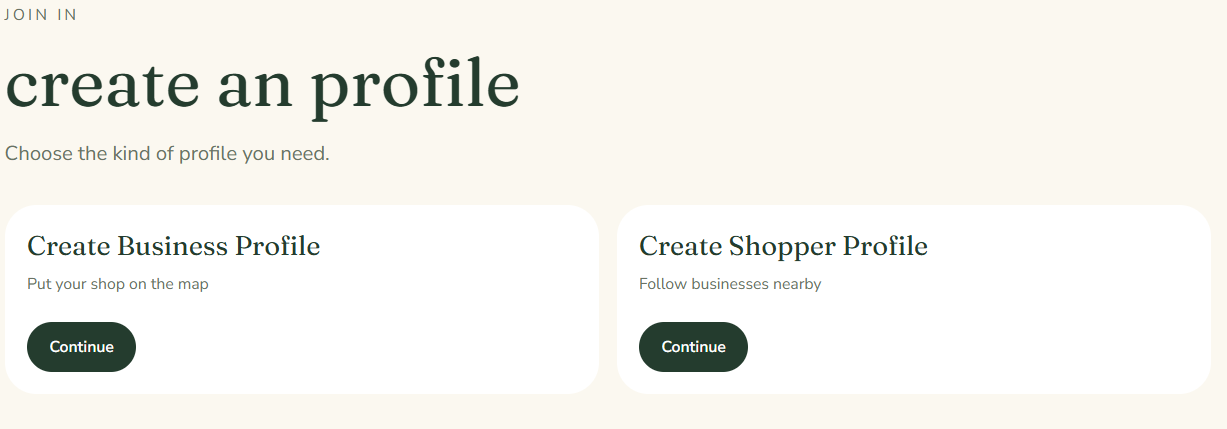 JOIN IN
create an profile
Choose the kind of profile you need.
Create Business Profile
Put your shop on the map
Continue
Create Shopper Profile
Follow businesses nearby
Continue